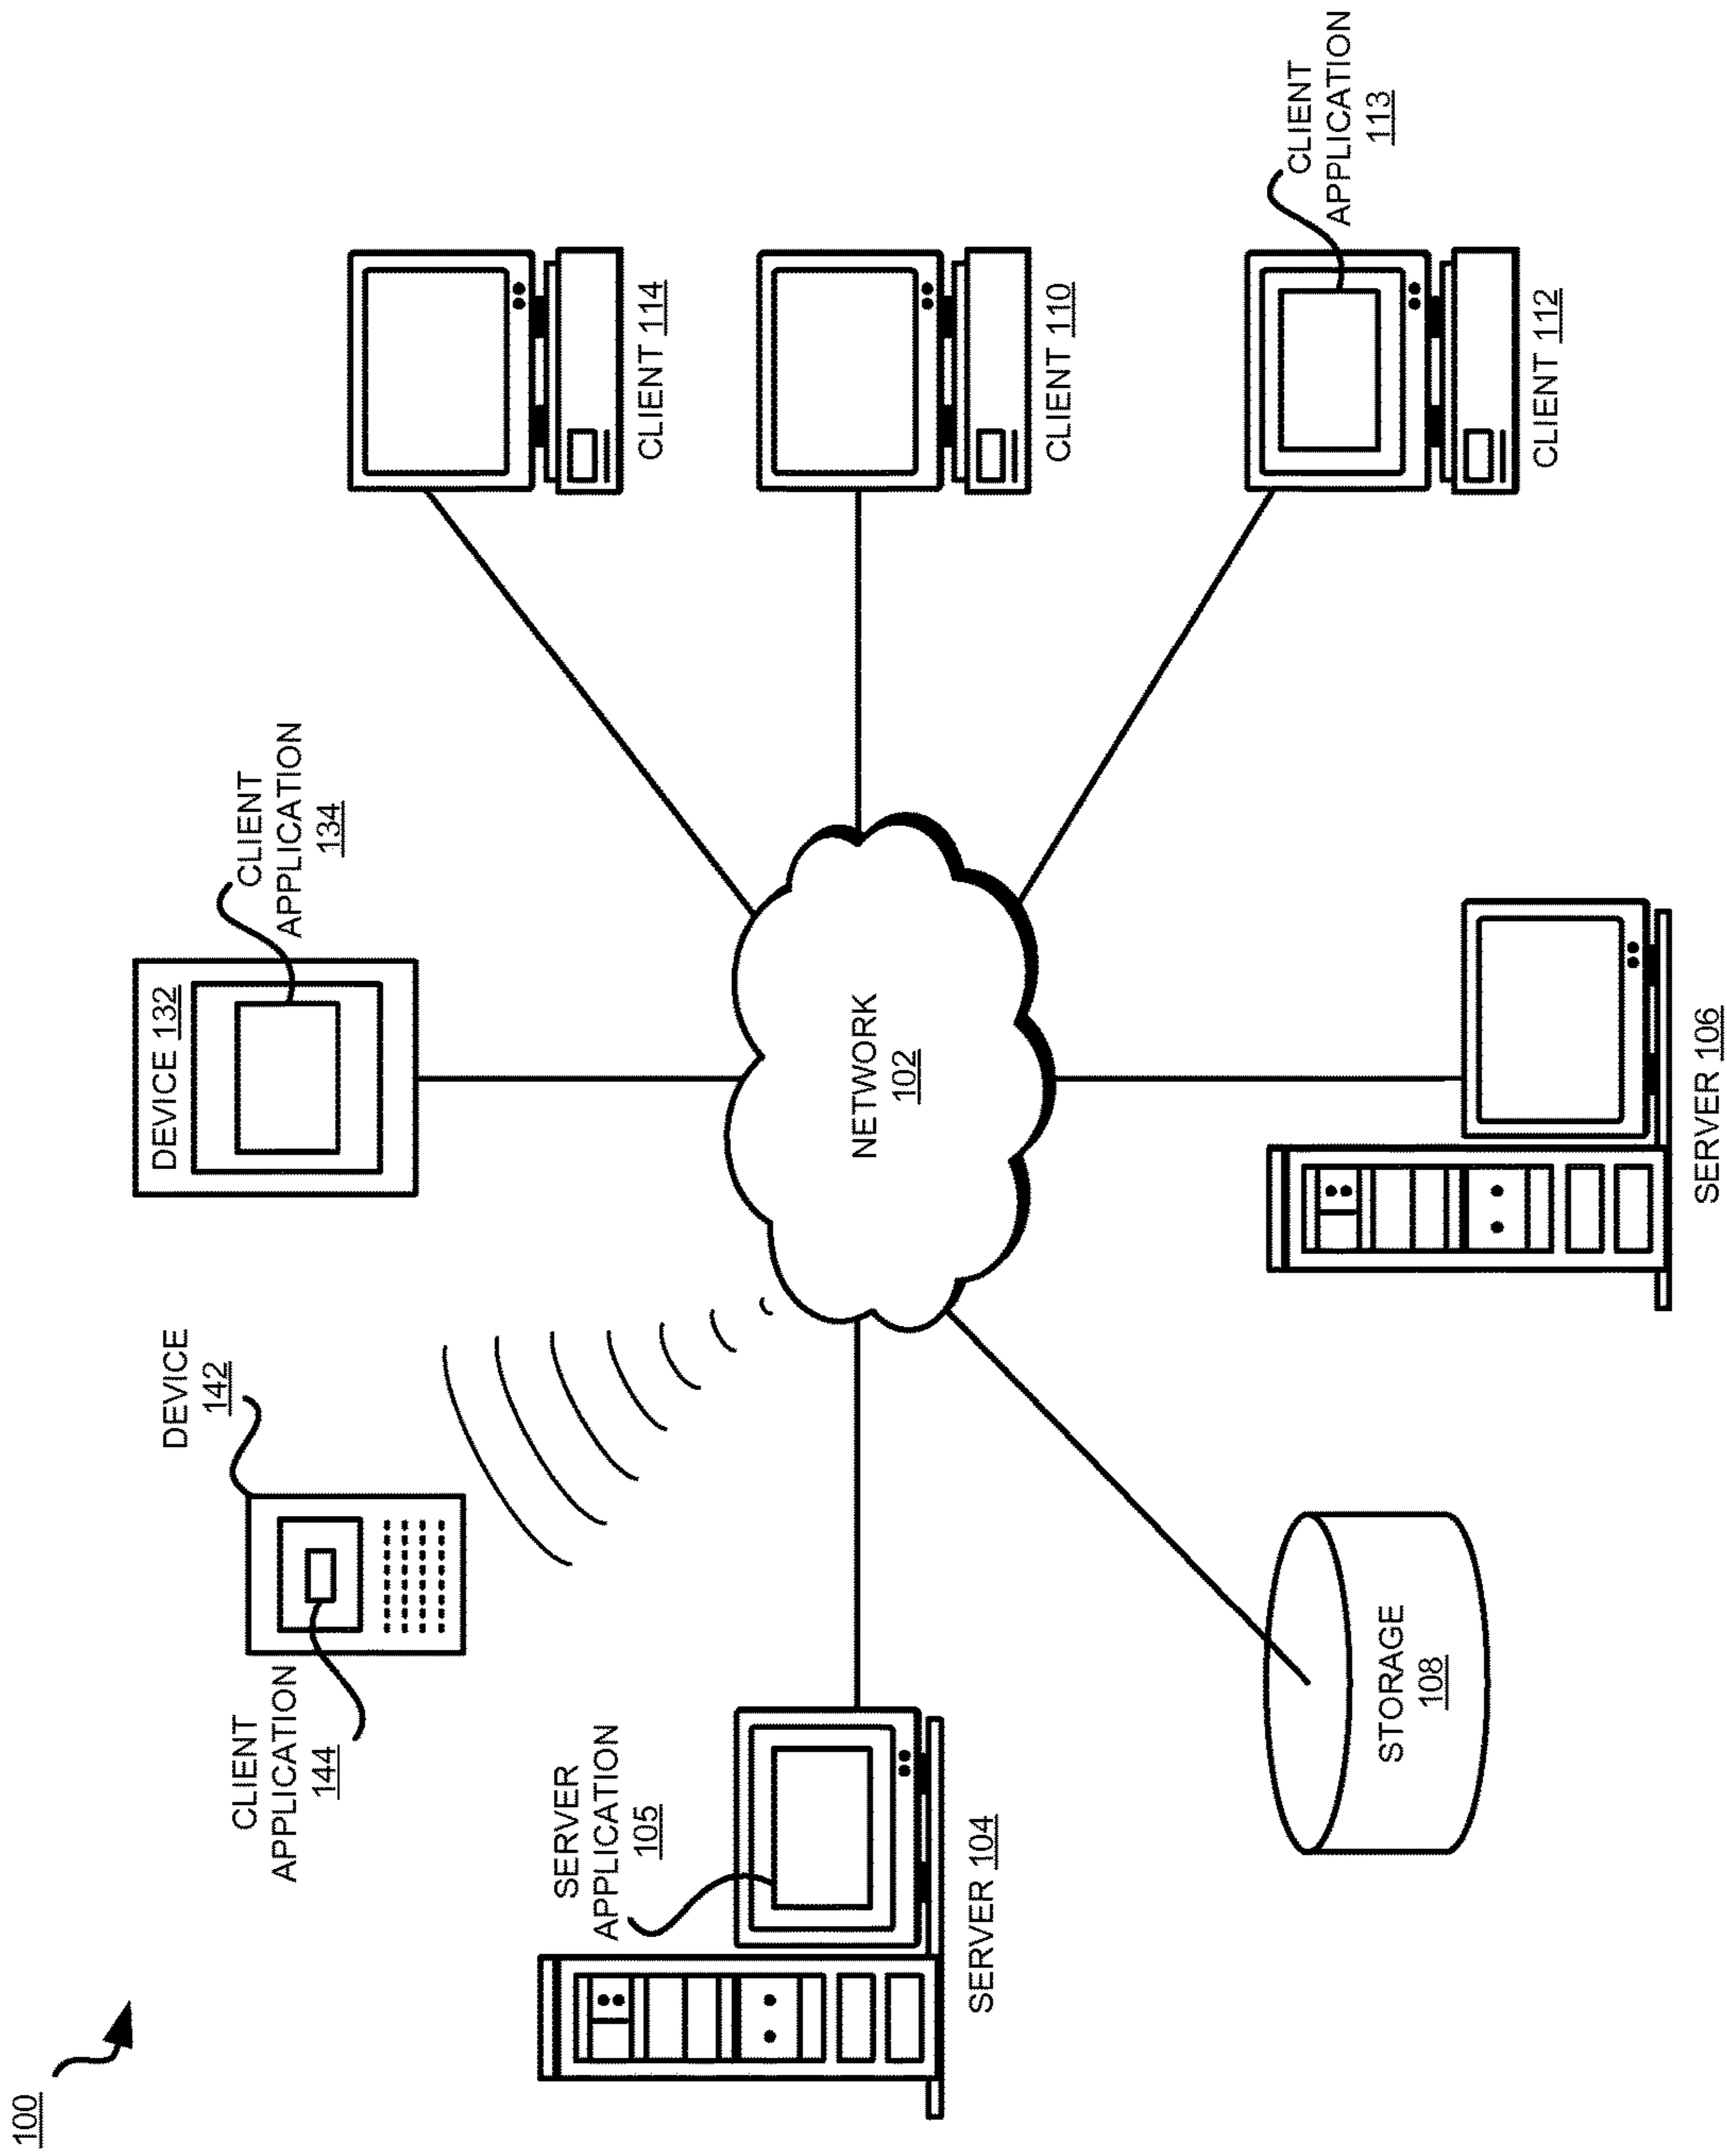 100
CLIENT
APPLICATION
144
DEVICE
142
DEVICE 132
CLIENT
APPLICATION
134
SERVER
APPLICATION
105
SERVER 104
NETWORK
102
CLIENT 114
CLIENT 110
STORAGE
108
SERVER 106
CLIENT
APPLICATION
113
CLIENT 112